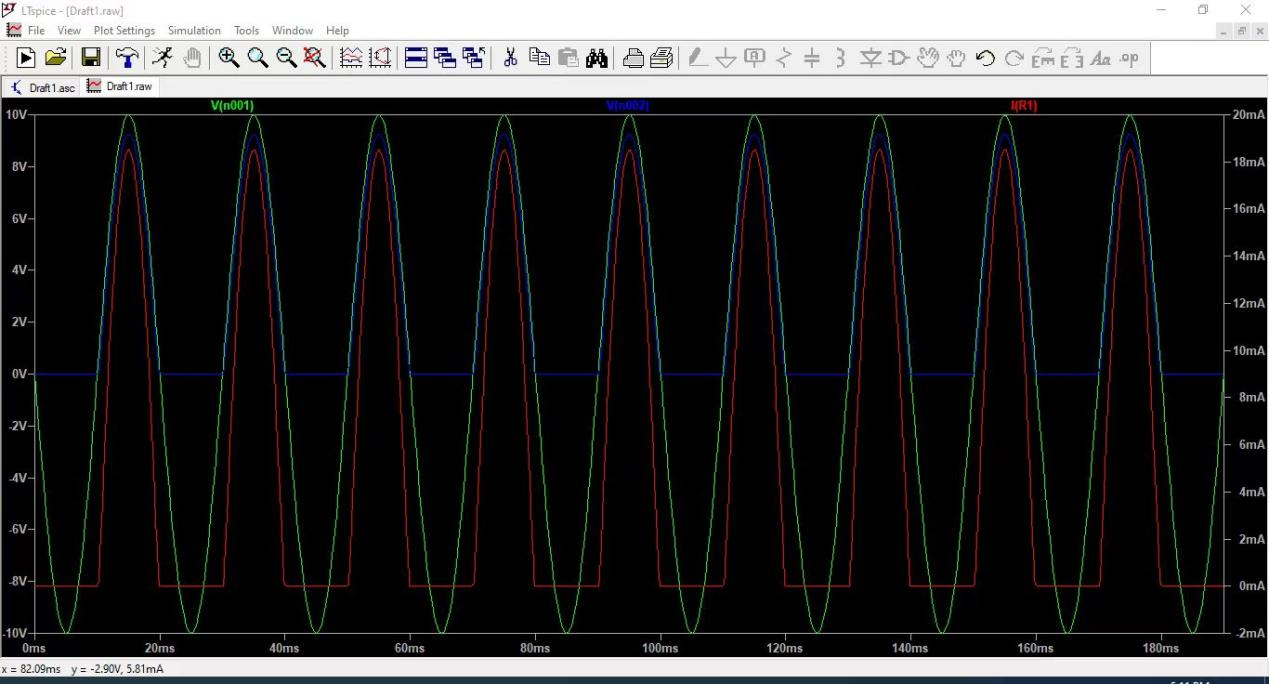 LTspice - [Draft1.raw]
File View Plot Settings Simulation Tools Window Help
Draft1.asc Draft1.raw
V(n001) V(n002) I(R1)
10V 20mA
8V 18mA
6V 16mA
4V 14mA
2V 12mA
0V 10mA
-2V 8mA
-4V 6mA
-6V 4mA
-8V 2mA
-10V 0mA
-2mA
0ms 20ms 40ms 60ms 80ms 100ms 120ms 140ms 160ms 180ms
x = 82.09ms y = -2.90V, 5.81mA